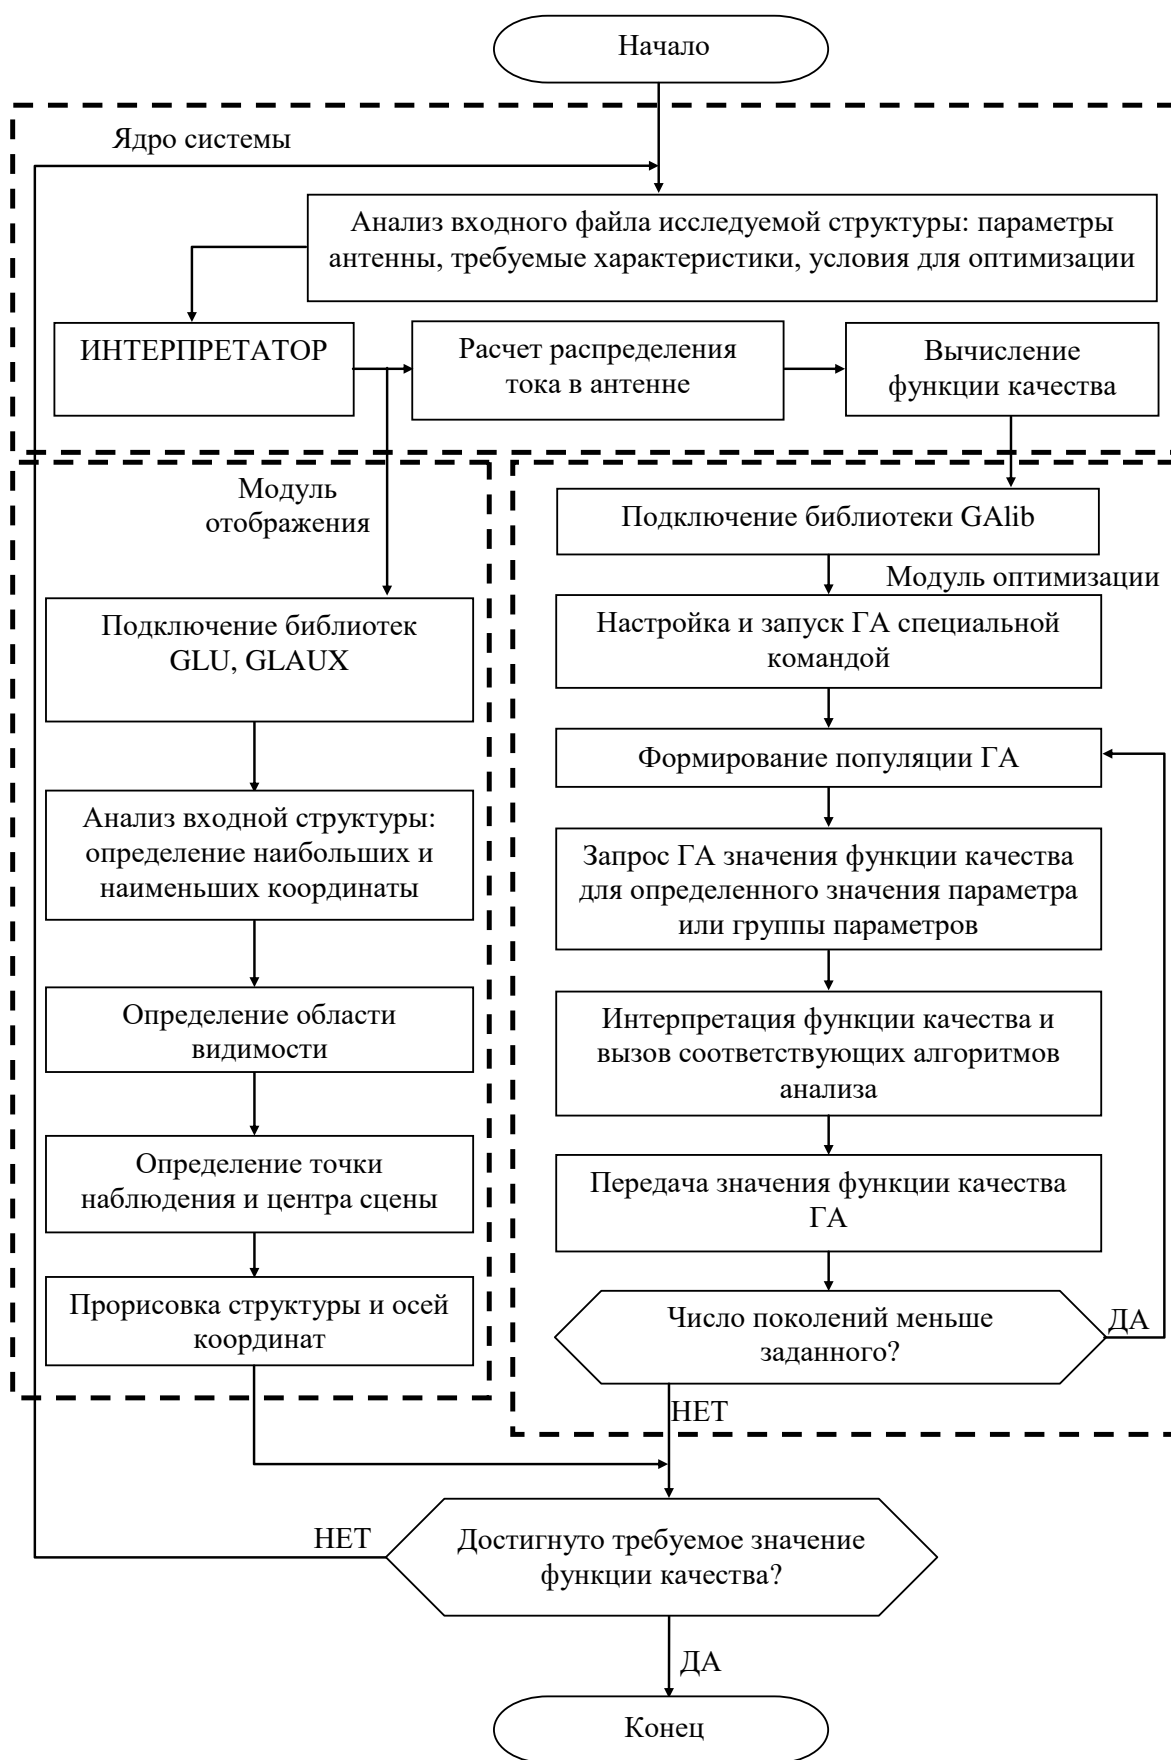 Начало
Ядро системы
Анализ входного файла исследуемой структуры: параметры
антенны, требуемые характеристики, условия для оптимизации
ИНТЕРПРЕТАТОР
Расчет распределения
тока в антенне
Вычисление
функции качества
Модуль
отображения
Подключение библиотек
GLU, GLAUX
Анализ входной структуры:
определение наибольших и
наименьших координаты
Определение области
видимости
Определение точки
наблюдения и центра сцены
Прорисовка структуры и осей
координат
Подключение библиотеки GAlib
Модуль оптимизации
Настройка и запуск ГА специальной
командой
Формирование популяции ГА
Запрос ГА значения функции качества
для определенного значения параметра
или группы параметров
Интерпретация функции качества и
вызов соответствующих алгоритмов
анализа
Передача значения функции качества
ГА
Число поколений меньше
заданного?
ДА
НЕТ
НЕТ
Достигнуто требуемое значение
функции качества?
ДА
Конец